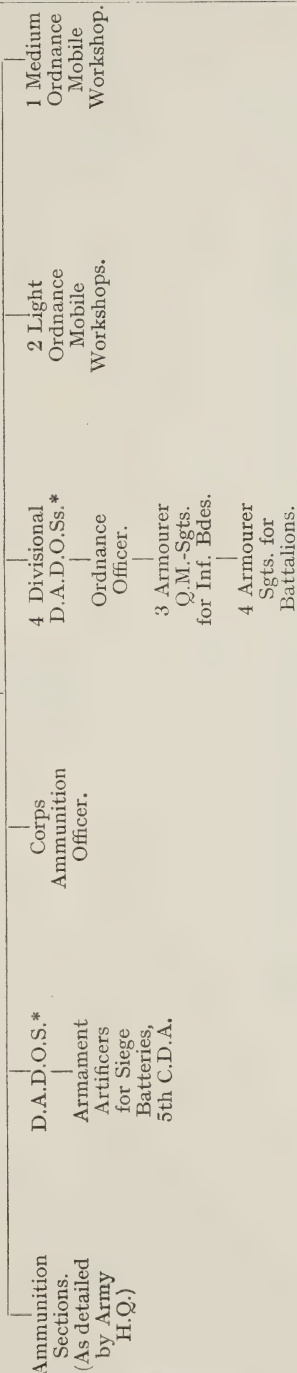 Ammunition
Sections.
(As detailed
by Army
H.Q.)
D.A.D.O.S.*
Armament
Artificers
for Siege
Batteries,
5th C.D.A.
Corps
Ammunition
Officer.
4 Divisional
D.A.D.O.Ss.*
Ordnance
Officer.
3 Armourer
Q.M.-Sgts.
for Inf. Bdes.
4 Armourer
Sgts. for
Battalions.
2 Light
Ordnance
Mobile
Workshops.
1 Medium
Ordnance
Mobile
Workshop.